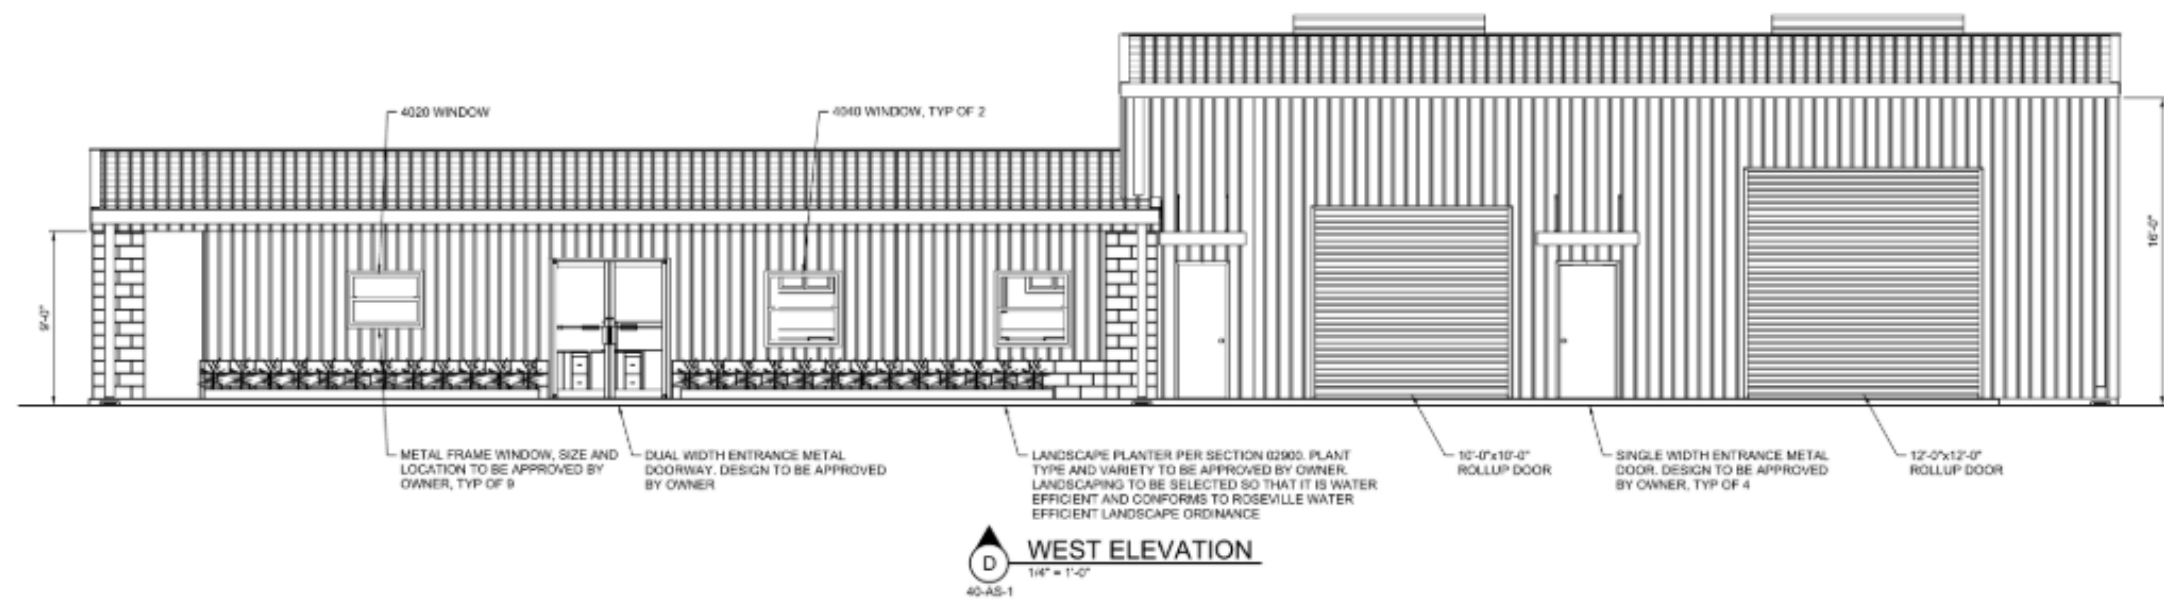 4020 WINDOW
4040 WINDOW, TYP OF 2
9'-0"
16'-0"
METAL FRAME WINDOW, SIZE AND
LOCATION TO BE APPROVED BY
OWNER, TYP OF 9
DUAL WIDTH ENTRANCE METAL
DOORWAY. DESIGN TO BE APPROVED
BY OWNER
LANDSCAPE PLANTER PER SECTION 02900. PLANT
TYPE AND VARIETY TO BE APPROVED BY OWNER.
LANDSCAPING TO BE SELECTED SO THAT IT IS WATER
EFFICIENT AND CONFORMS TO ROSEVILLE WATER
EFFICIENT LANDSCAPE ORDINANCE
10'-0"x10'-0"
ROLLUP DOOR
SINGLE WIDTH ENTRANCE METAL
DOOR. DESIGN TO BE APPROVED
BY OWNER, TYP OF 4
12'-0"x12'-0"
ROLLUP DOOR
D
WEST ELEVATION
1/4" = 1'-0"
40-AS-1